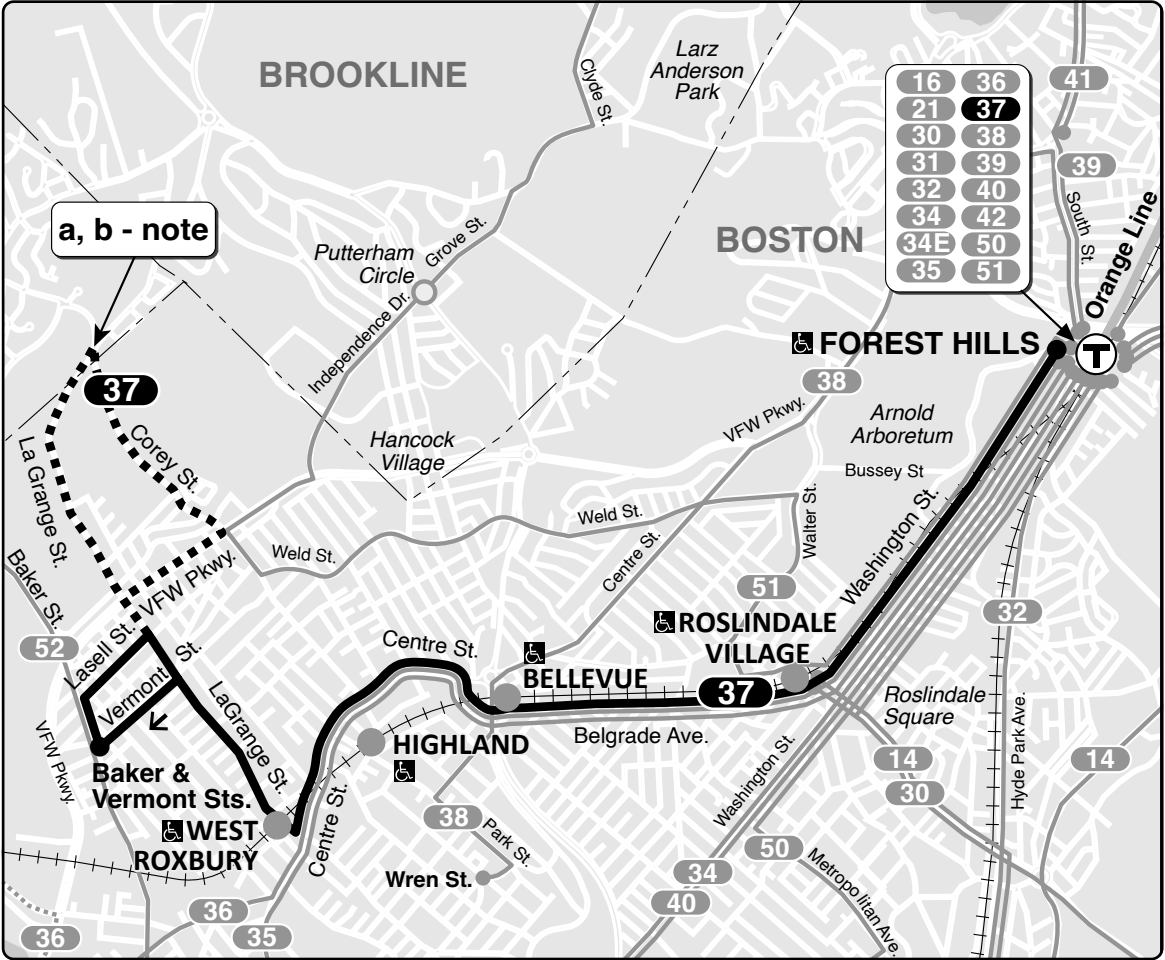 BROOKLINE
Larz
Anderson
Park
Clyde St.
16 36
21 37
30 38
31 39
32 40
34 42
34E 50
35 51
41
39
South St.
Orange Line
a, b - note
Putterham
Circle
Grove St.
BOSTON
Independence Dr.
FOREST HILLS
T
37
38
VFW Pkwy.
Arnold
Arboretum
Hancock
Village
Bussey St
La Grange St.
Corey St.
Weld St.
Walter St.
Washington St.
Weld St.
Centre St.
Baker St.
VFW Pkwy.
51
32
52
Lasell St.
Vermont St.
Centre St.
ROSLINDALE
VILLAGE
BELLEVUE
37
LaGrange St.
Roslindale
Square
VFW Pkwy.
HIGHLAND
Belgrade Ave.
Hyde Park Ave.
14
14
30
Baker &
Vermont Sts.
Washington St.
WEST
ROXBURY
Centre St.
38
Park St.
Wren St.
50
Metropolitan Ave.
34
40
36
35
36